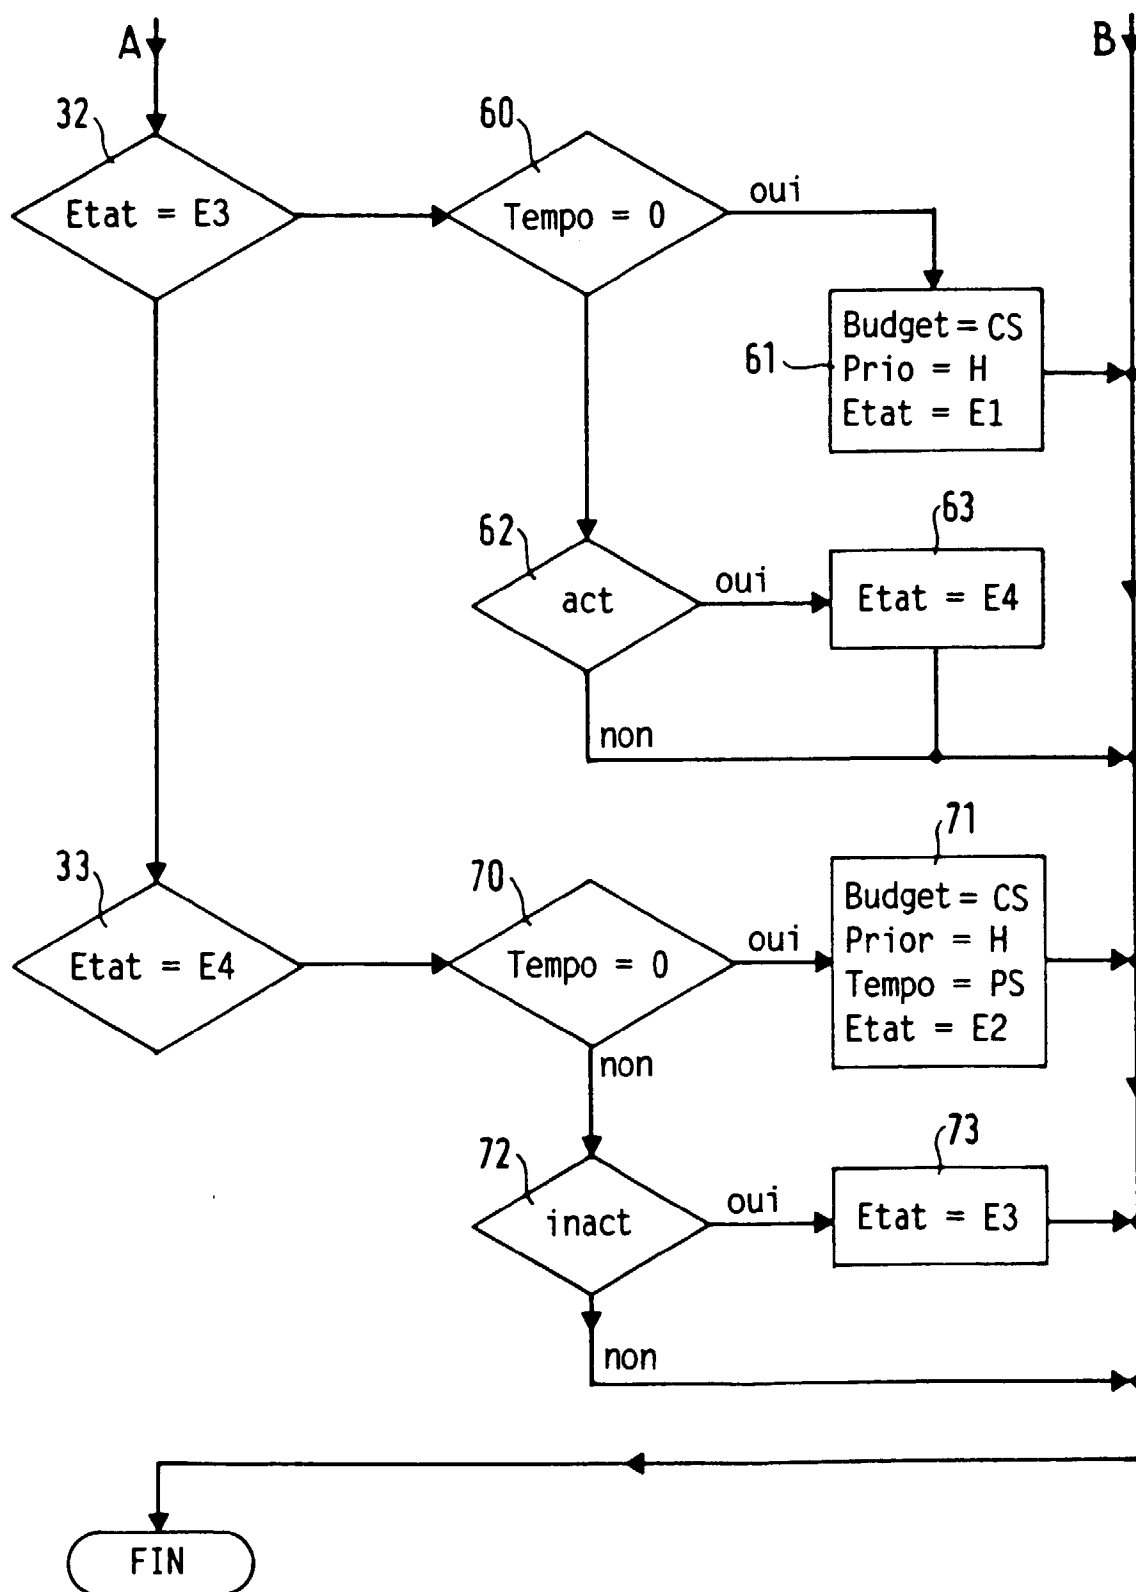 A
B
32
60
Etat = E3
Tempo = 0
oui
61
Budget = CS
Prio = H
Etat = E1
62
63
act
oui
Etat = E4
non
71
33
70
Etat = E4
Tempo = 0
oui
Budget = CS
Prior = H
Tempo = PS
Etat = E2
non
72
73
inact
oui
Etat = E3
non
FIN